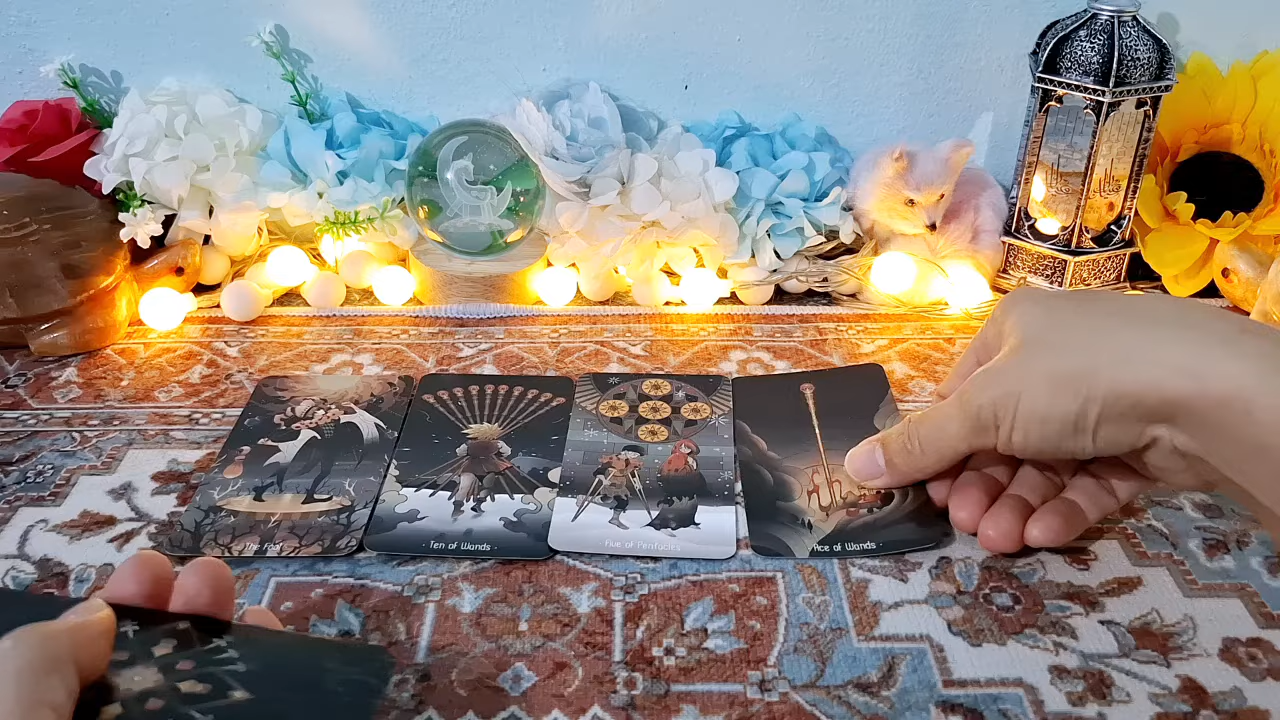 The Fool
· Ten of Wands ·
Five of Pentacles
· Ace of Wands ·